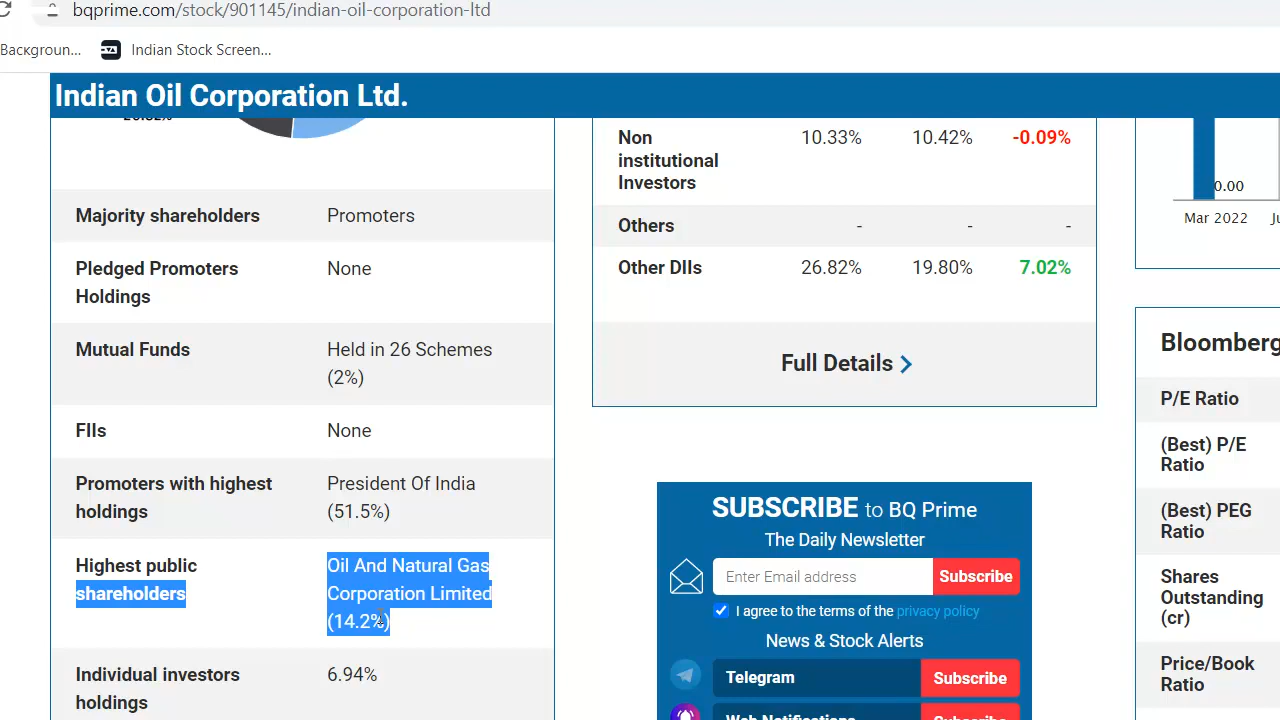 bqprime.com/stock/901145/indian-oil-corporation-ltd
Backgroun...
Indian Stock Screen...
Indian Oil Corporation Ltd.
Majority shareholders Promoters
Pledged Promoters
Holdings
None
Mutual Funds
Held in 26 Schemes
(2%)
FIIs None
Promoters with highest
holdings
President Of India
(51.5%)
Highest public
shareholders
Oil And Natural Gas
Corporation Limited
(14.2%)
Individual investors
holdings
6.94%
Non
institutional
Investors
10.33% 10.42% -0.09%
Others - - -
Other DIIs 26.82% 19.80% 7.02%
Full Details
SUBSCRIBE to BQ Prime
The Daily Newsletter
Enter Email address
Subscribe
I agree to the terms of the privacy policy
News & Stock Alerts
Telegram Subscribe
Web Notifications Subscribe
0.00
Mar 2022
Bloomberg
P/E Ratio
(Best) P/E
Ratio
(Best) PEG
Ratio
Shares
Outstanding
(cr)
Price/Book
Ratio